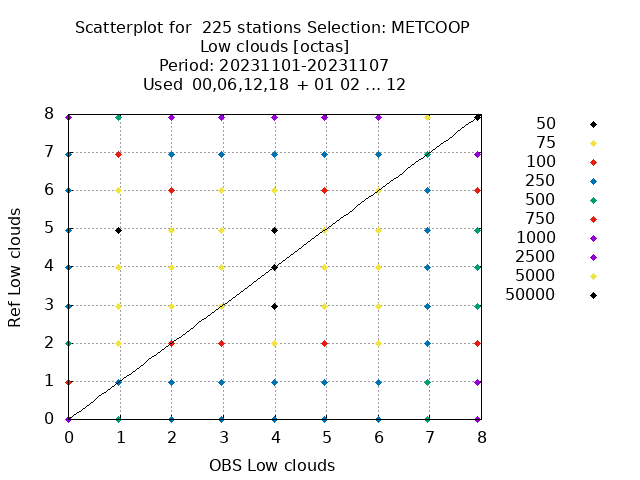 Scatterplot for  225 stations Selection: METCOOP
Low clouds [octas]
Period: 20231101-20231107
Used  00,06,12,18  + 01 02 ... 12
Ref Low clouds
8
7
6
5
4
3
2
1
0
0 1 2 3 4 5 6 7 8
OBS Low clouds
50
75
100
250
500
750
1000
2500
5000
50000